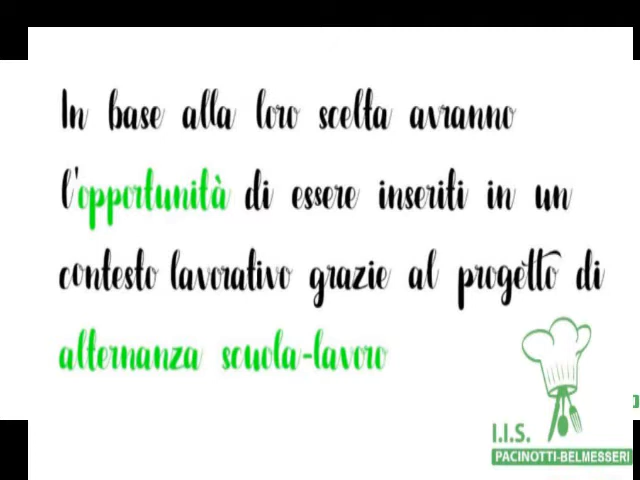 In base alla loro scelta avranno
l'opportunità di essere inseriti in un
contesto lavorativo grazie al progetto di
alternanza scuola-lavoro
I.I.S.
PACINOTTI-BELMESSERI